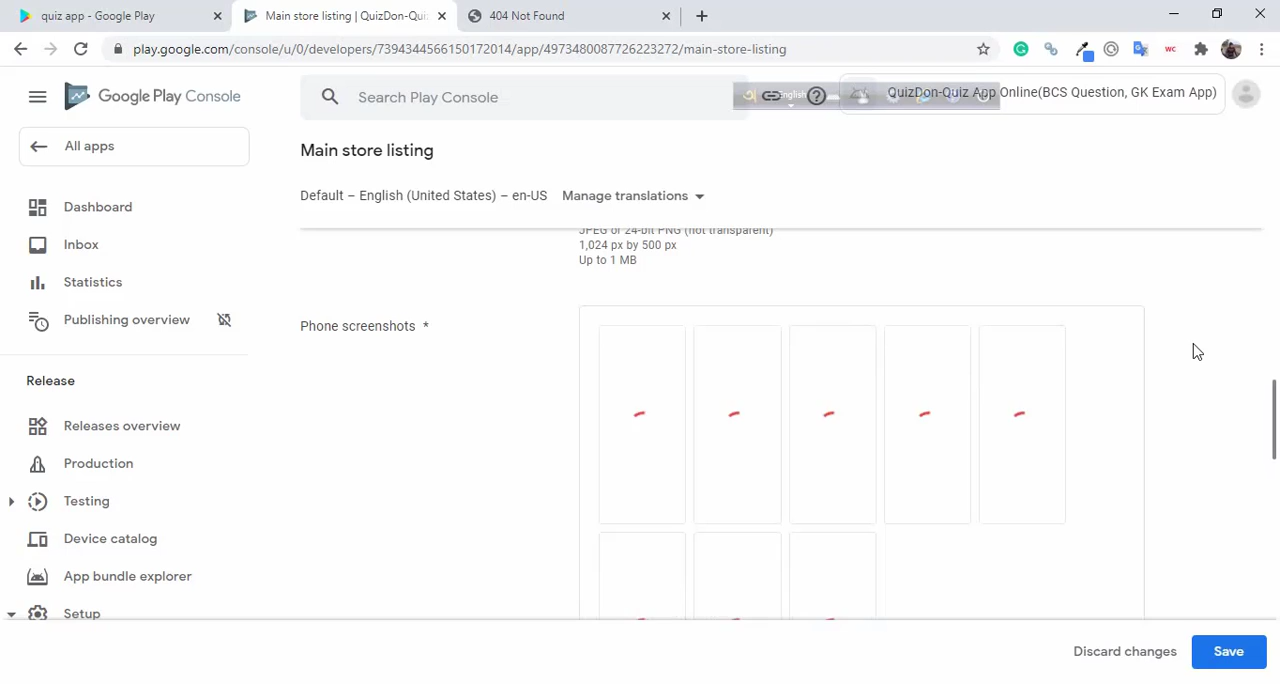 quiz app - Google Play
Main store listing | QuizDon-Qui
404 Not Found
play.google.com/console/u/0/developers/7394344566150172014/app/4973480087726223272/main-store-listing
WC
Google Play Console
Search Play Console
English
QuizDon-Quiz App Online(BCS Question, GK Exam App)
All apps
Main store listing
Default – English (United States) – en-US
Manage translations
Dashboard
Inbox
Statistics
Publishing overview
Release
Releases overview
Production
Testing
Device catalog
App bundle explorer
Setup
JPEG or 24-bit PNG (not transparent)
1,024 px by 500 px
Up to 1 MB
Phone screenshots *
Discard changes
Save